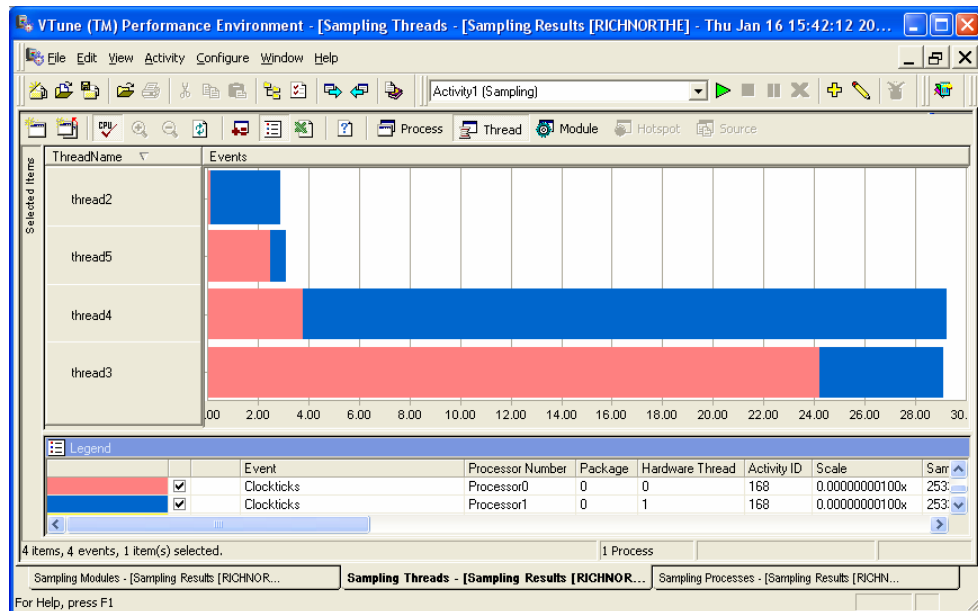 VTune (TM) Performance Environment - [Sampling Threads - [Sampling Results [RICHNORTHE] - Thu Jan 16 15:42:12 20...
File Edit View Activity Configure Window Help
Activity1 (Sampling)
CPU
Process Thread Module Hotspot Source
Selected Items
ThreadName Events
thread2
thread5
thread4
thread3
.00 2.00 4.00 6.00 8.00 10.00 12.00 14.00 16.00 18.00 20.00 22.00 24.00 26.00 28.00 30.
Legend
Event Processor Number Package Hardware Thread Activity ID Scale Sam
Clockticks Processor0 0 0 168 0.00000000100x 253
Clockticks Processor1 0 1 168 0.00000000100x 253
4 items, 4 events, 1 item(s) selected. 1 Process
Sampling Modules - [Sampling Results [RICHNOR... Sampling Threads - [Sampling Results [RICHNOR... Sampling Processes - [Sampling Results [RICHN...
For Help, press F1